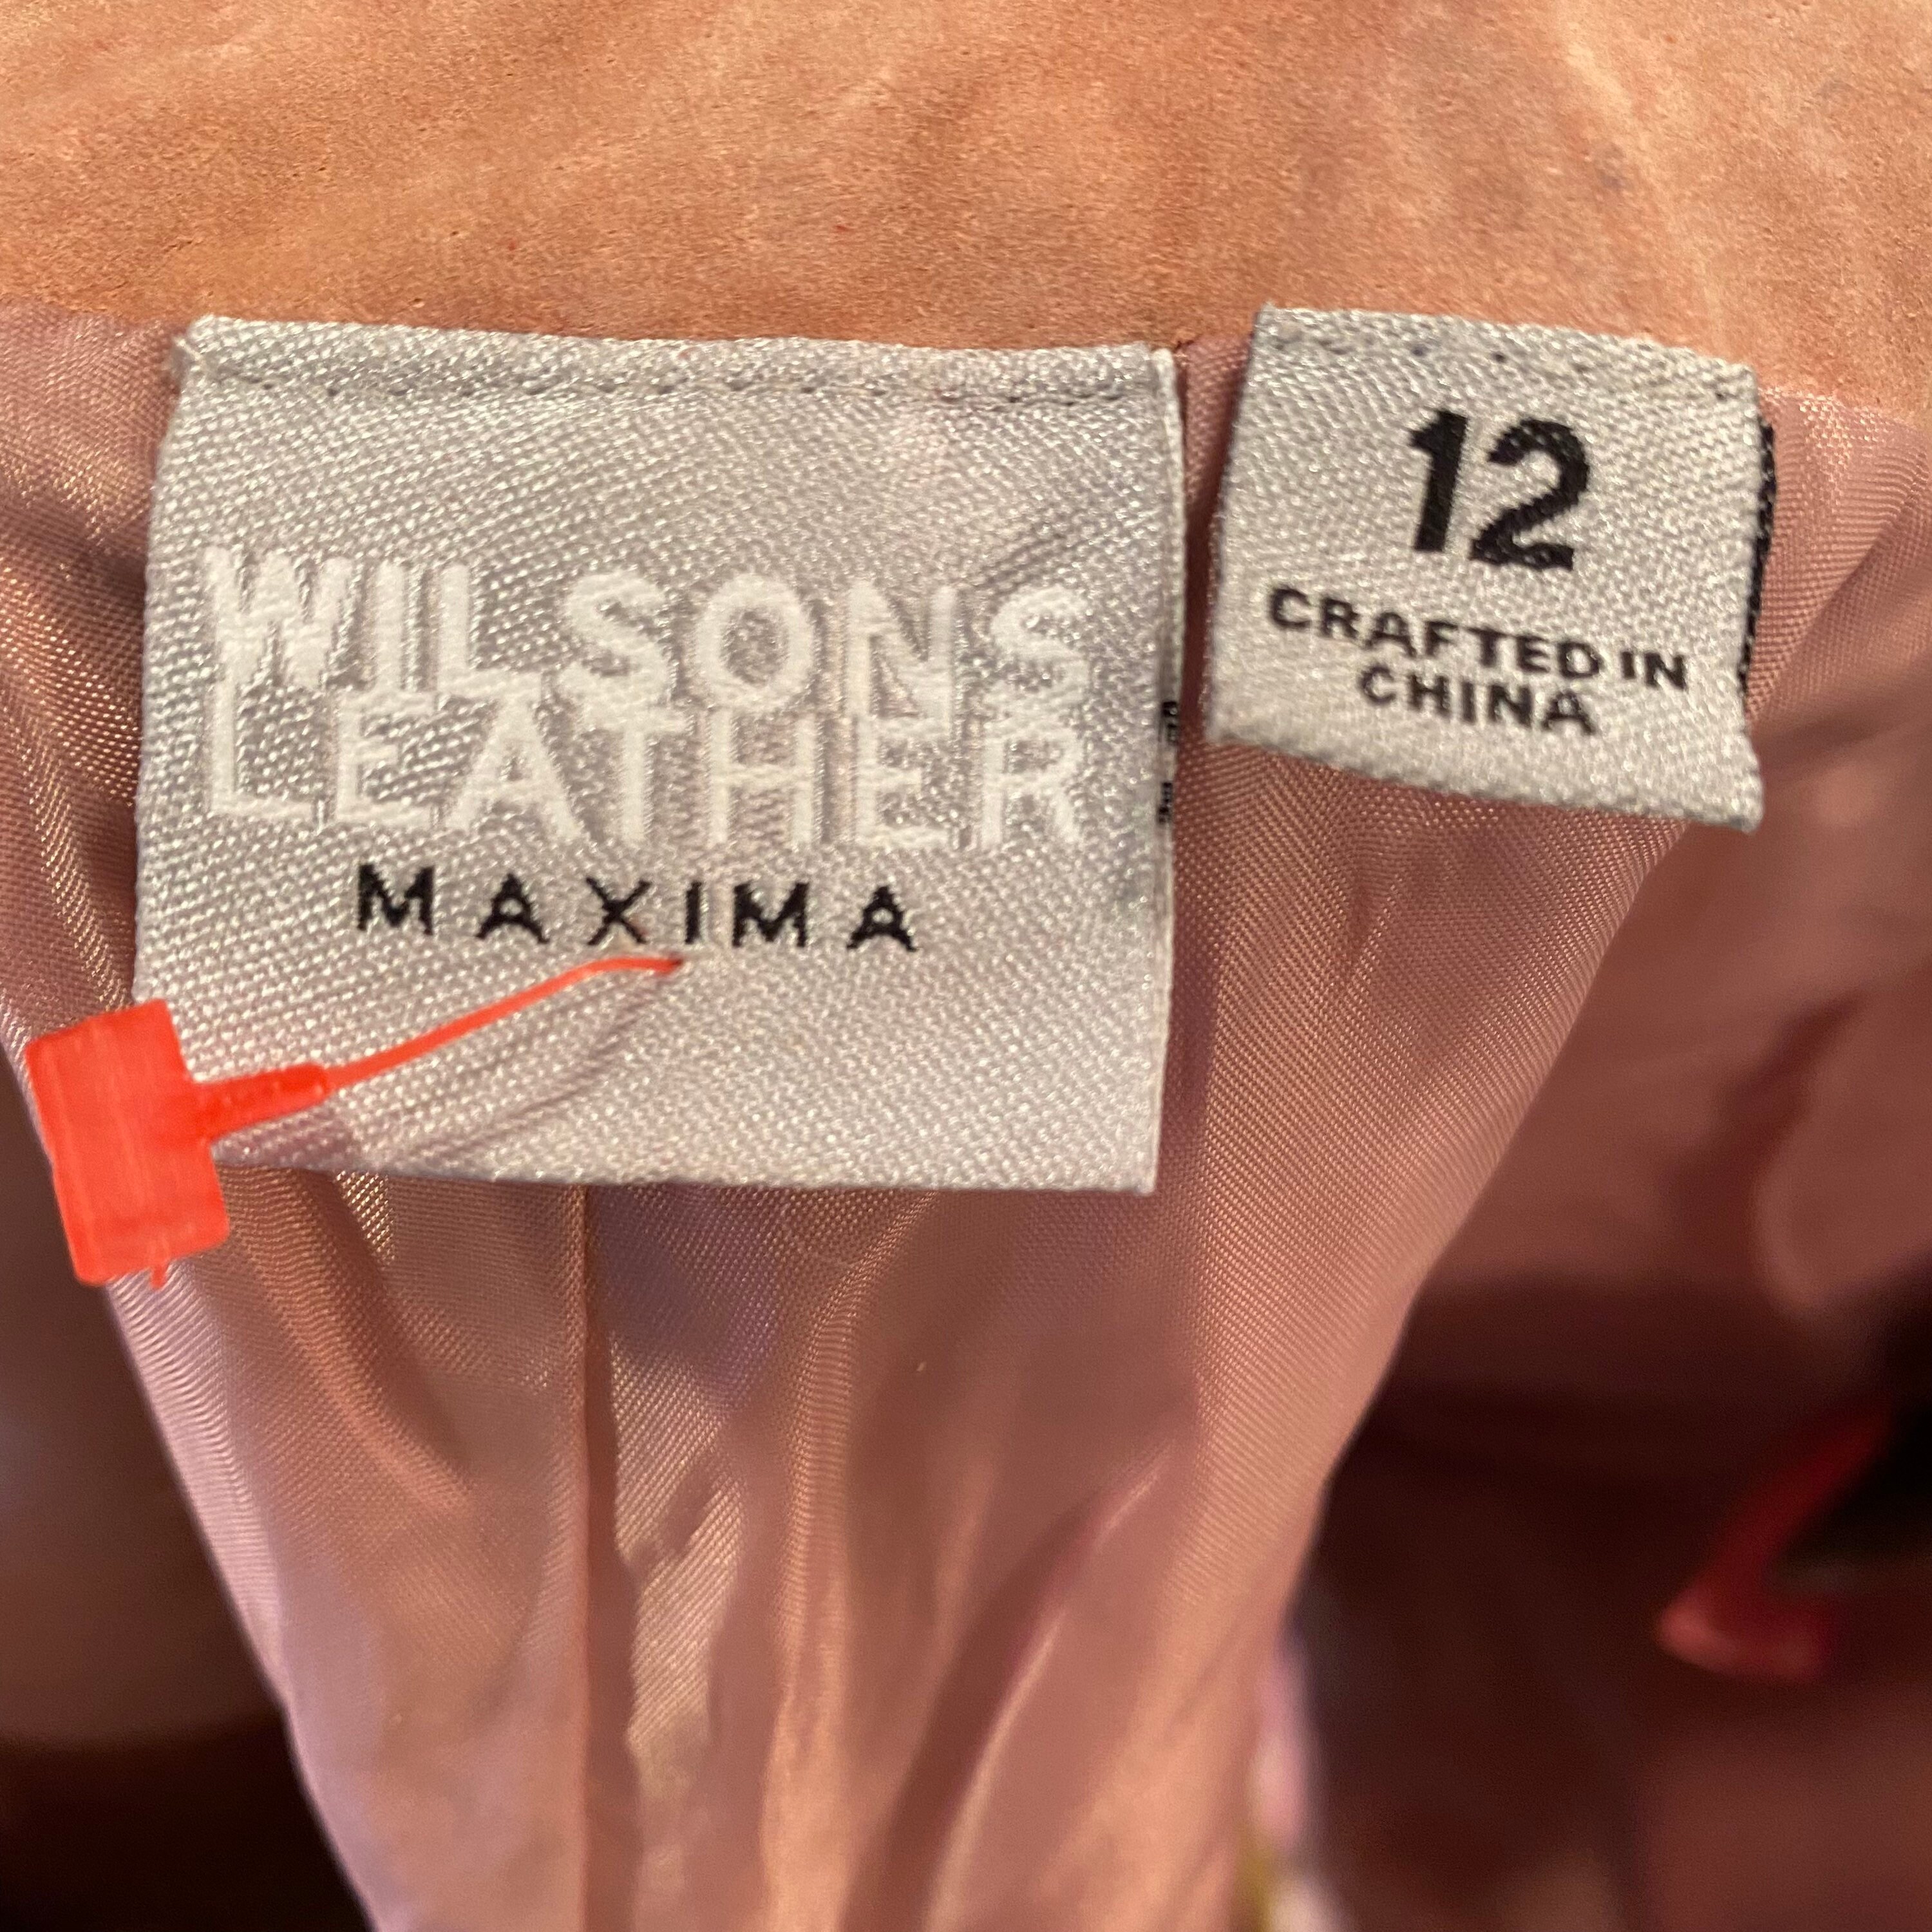 WILSONS
LEATHER
MAXIMA
12
CRAFTED IN
CHINA